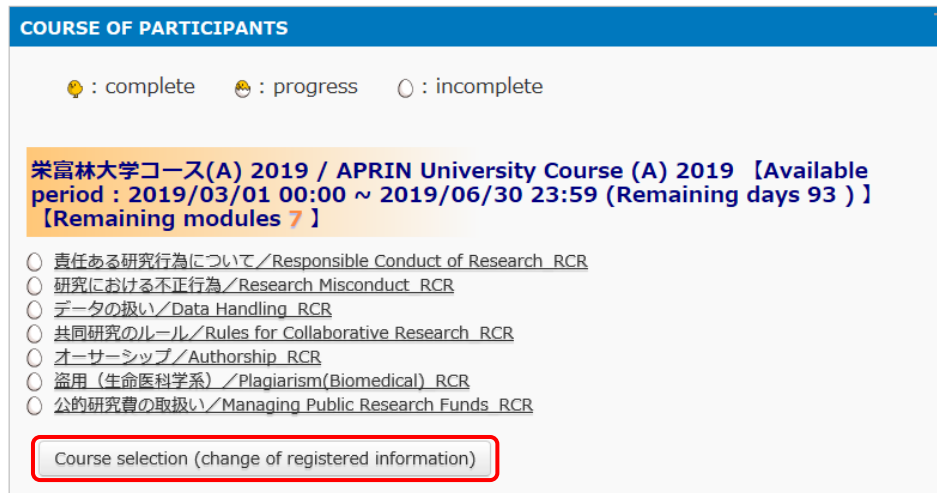 COURSE OF PARTICIPANTS
: complete : progress : incomplete
栄富林大学コース(A) 2019 / APRIN University Course (A) 2019 【Available
period : 2019/03/01 00:00 ~ 2019/06/30 23:59 (Remaining days 93 ) 】
【Remaining modules 7 】
責任ある研究行為について／Responsible Conduct of Research_RCR
研究における不正行為／Research Misconduct_RCR
データの扱い／Data Handling_RCR
共同研究のルール／Rules for Collaborative Research_RCR
オーサーシップ／Authorship_RCR
盗用（生命医科学系）／Plagiarism(Biomedical)_RCR
公的研究費の取扱い／Managing Public Research Funds_RCR
Course selection (change of registered information)